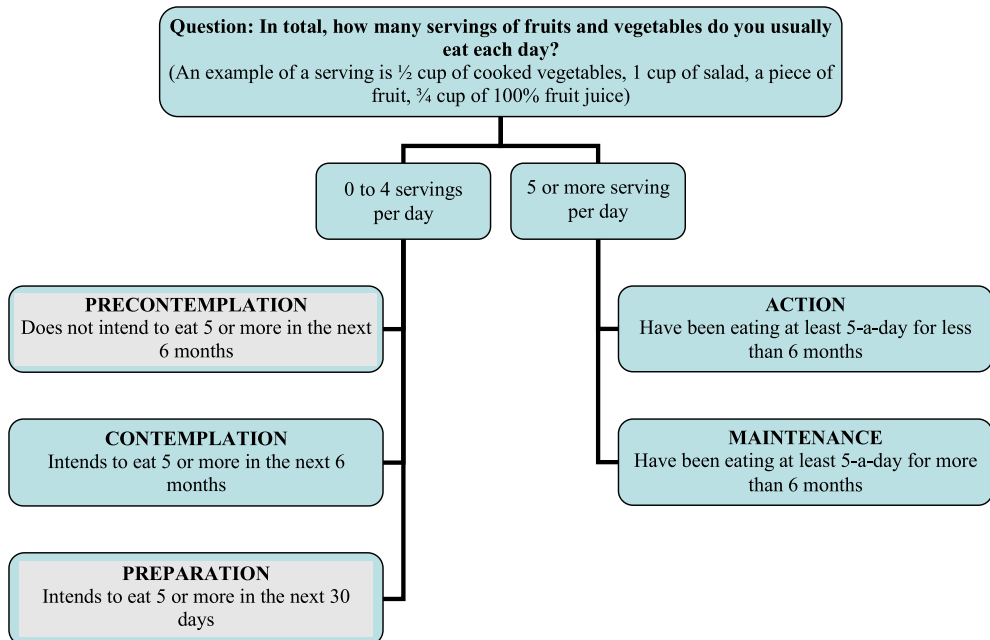 Question: In total, how many servings of fruits and vegetables do you usually
eat each day?
(An example of a serving is ½ cup of cooked vegetables, 1 cup of salad, a piece of
fruit, ¾ cup of 100% fruit juice)
0 to 4 servings
per day
5 or more serving
per day
PRECONTEMPLATION
Does not intend to eat 5 or more in the next
6 months
CONTEMPLATION
Intends to eat 5 or more in the next 6
months
PREPARATION
Intends to eat 5 or more in the next 30
days
ACTION
Have been eating at least 5-a-day for less
than 6 months
MAINTENANCE
Have been eating at least 5-a-day for more
than 6 months